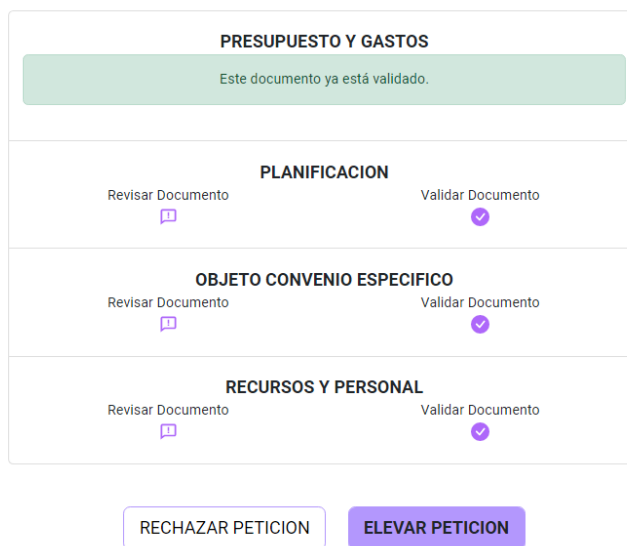 PRESUPUESTO Y GASTOS
Este documento ya está validado.
PLANIFICACION
Revisar Documento Validar Documento
OBJETO CONVENIO ESPECIFICO
Revisar Documento Validar Documento
RECURSOS Y PERSONAL
Revisar Documento Validar Documento
RECHAZAR PETICION ELEVAR PETICION